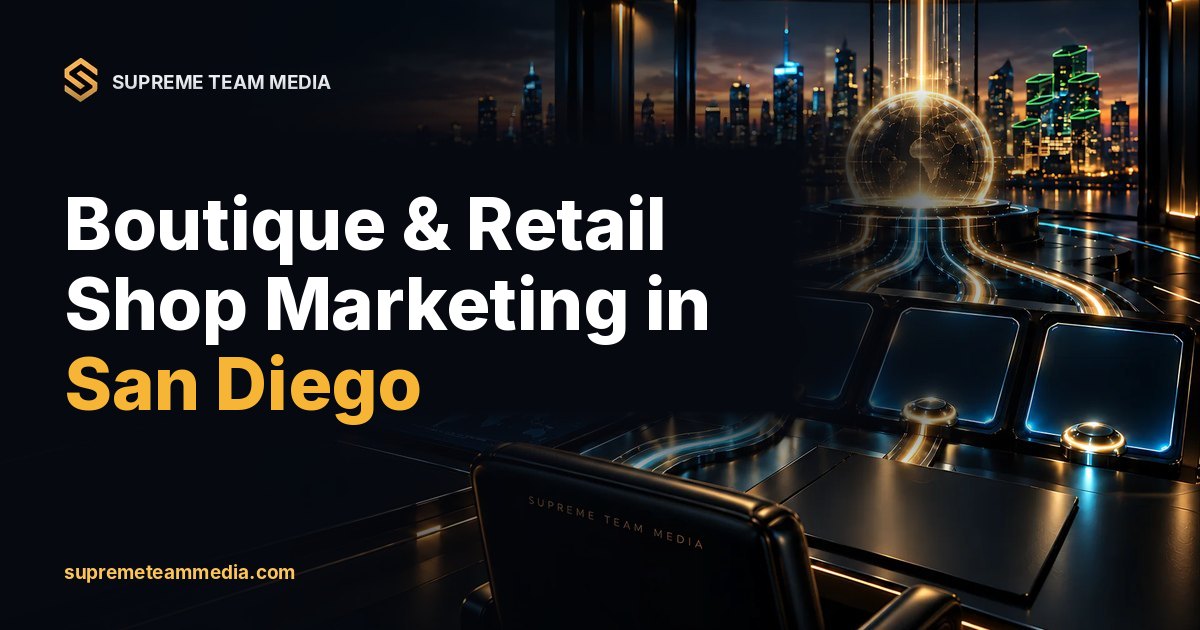 SUPREME TEAM MEDIA
Boutique & Retail
Shop Marketing in
San Diego
SUPREME TEAM MEDIA
supremeteammedia.com